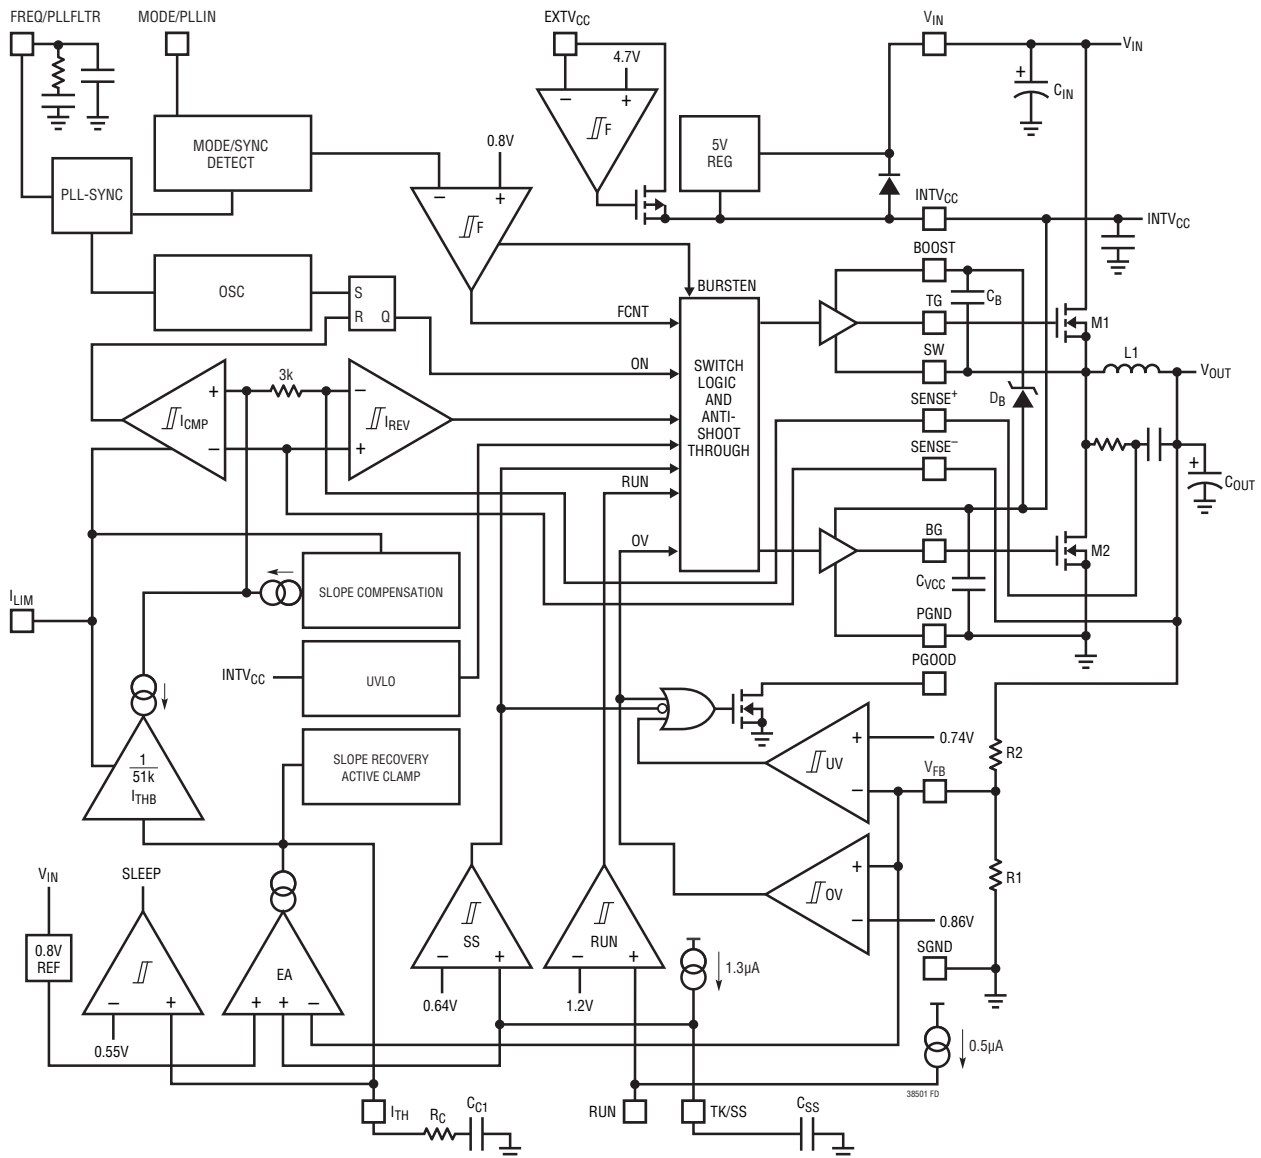 FREQ/PLLFLTR
MODE/PLLIN
EXTVCC
VIN
4.7V
VIN
+
CIN
−
+
F
MODE/SYNC
DETECT
0.8V
5V
REG
PLL-SYNC
−
+
F
INTVCC
INTVCC
BOOST
OSC
S
R
Q
BURSTEN
CB
FCNT
TG
M1
ON
SWITCH
LOGIC
AND
ANTI-
SHOOT
THROUGH
SW
L1
VOUT
3k
+
−
ICMP
−
+
IREV
SENSE+
DB
SENSE−
+
COUT
RUN
OV
BG
M2
CVCC
SLOPE COMPENSATION
ILIM
PGND
PGOOD
INTVCC
UVLO
SLOPE RECOVERY
ACTIVE CLAMP
1
51k
ITHB
+
−
UV
0.74V
VFB
R2
VIN
SLEEP
+
−
OV
0.86V
R1
0.8V
REF
−
+
0.55V
EA
+
+
−
SS
−
+
0.64V
RUN
−
+
1.2V
1.3µA
SGND
0.5µA
38501 FD
ITH
RC
CC1
RUN
TK/SS
CSS